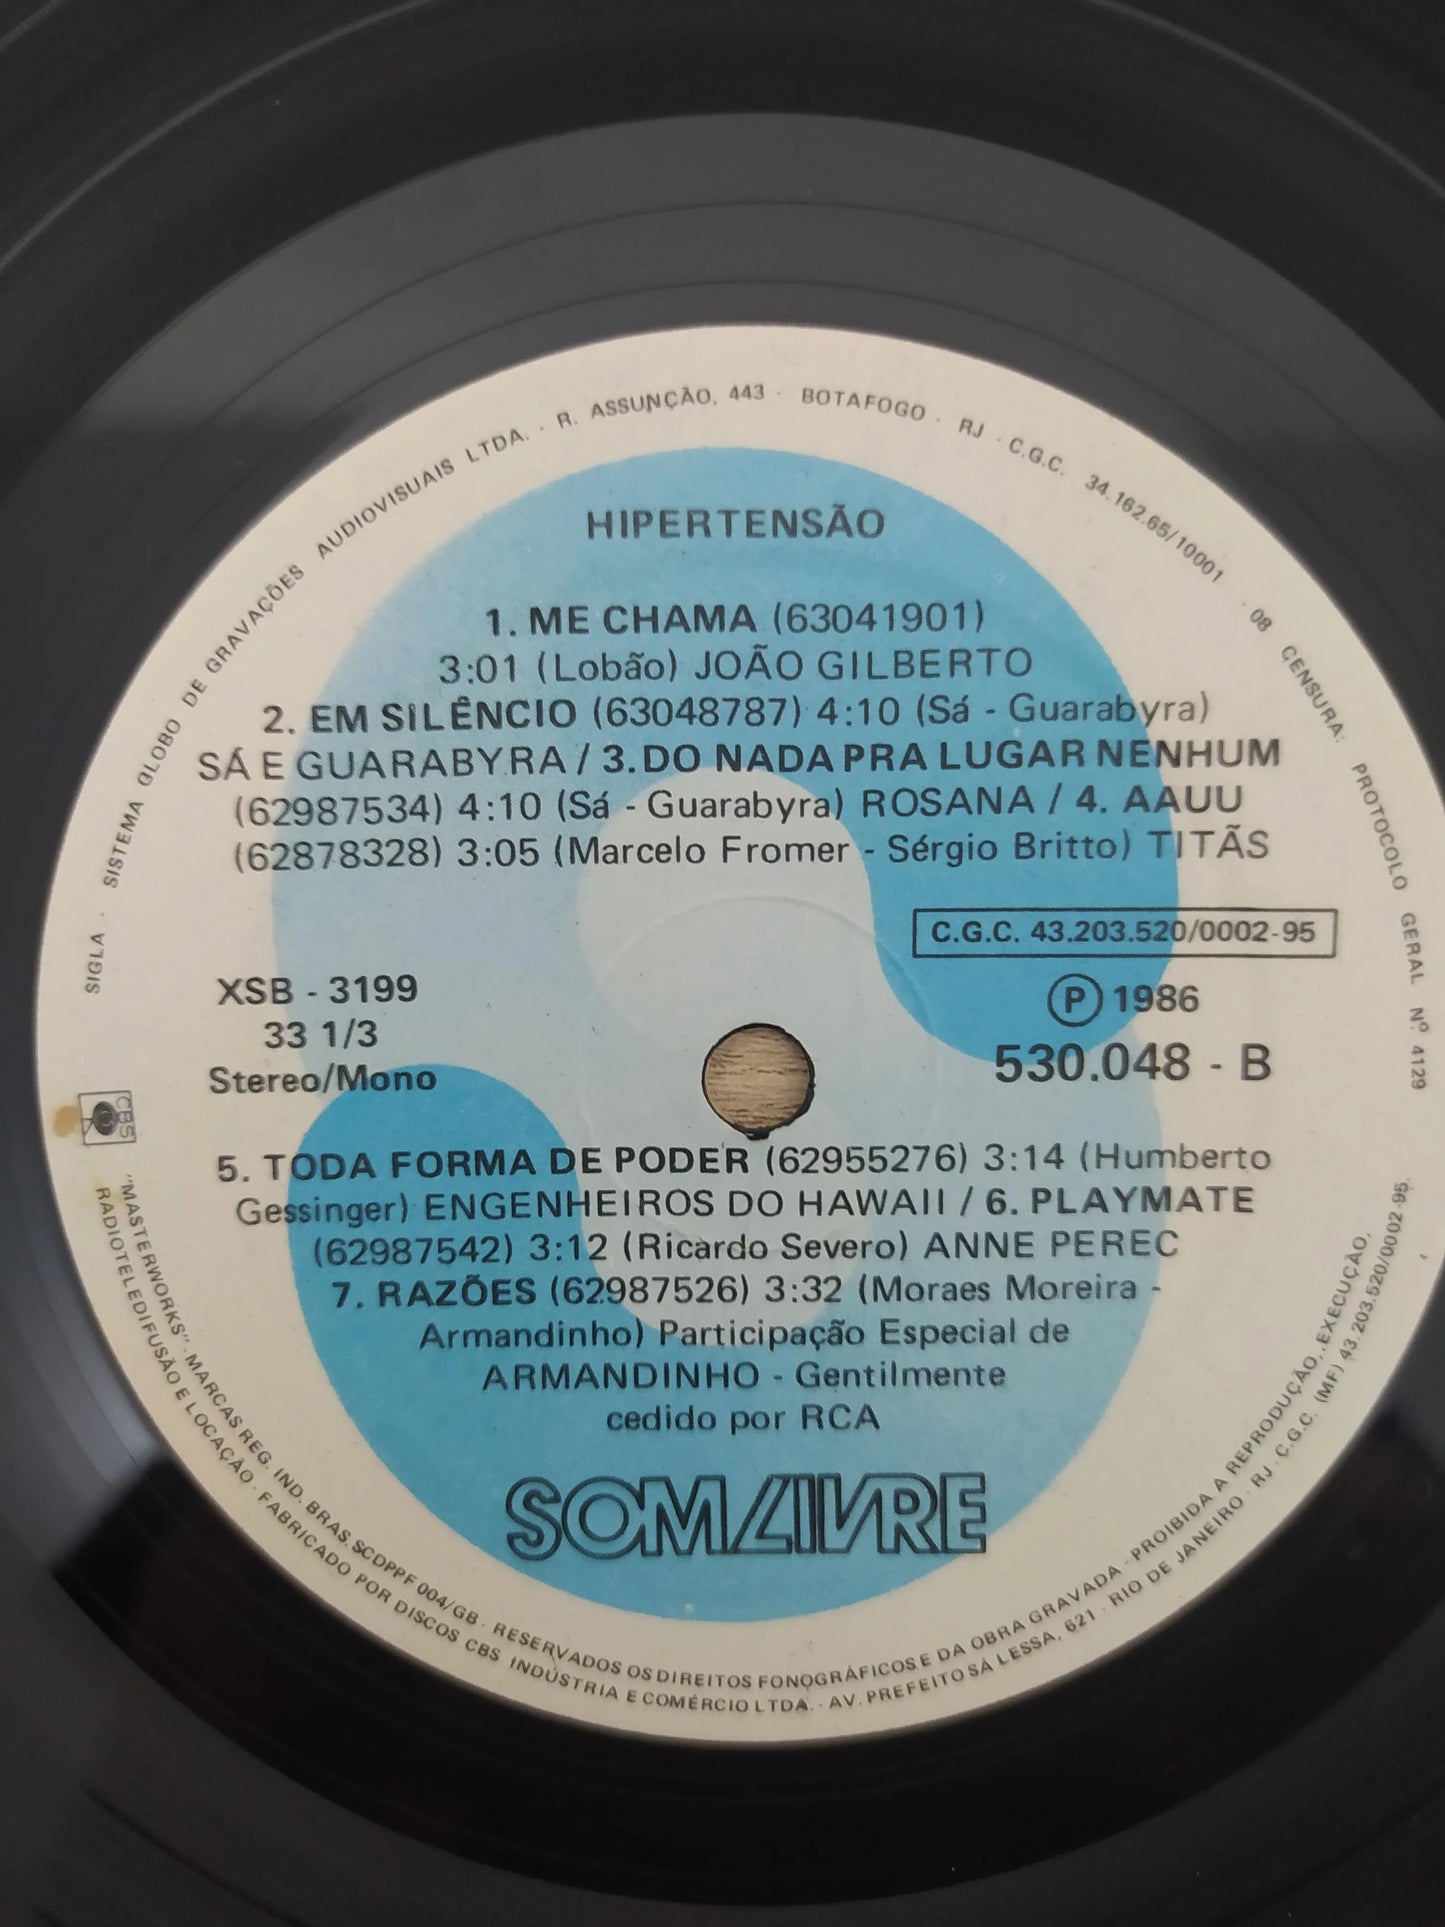 SIGLA. · SISTEMA GLOBO DE GRAVAÇÕES AUDIOVISUAIS LTDA. · R. ASSUNÇÃO, 443 · BOTAFOGO · RJ · C.G.C. 34.162.65/10001 · 08 CENSURA: PROTOCOLO GERAL Nº 4129
HIPERTENSÃO
1. ME CHAMA (63041901)
3:01 (Lobão) JOÃO GILBERTO
2. EM SILÊNCIO (63048787) 4:10 (Sá - Guarabyra)
SÁ E GUARABYRA / 3. DO NADA PRA LUGAR NENHUM
(62987534) 4:10 (Sá - Guarabyra) ROSANA / 4. AAUU
(62878328) 3:05 (Marcelo Fromer - Sérgio Britto) TITÃS
C.G.C. 43.203.520/0002-95
XSB - 3199
33 1/3
Stereo/Mono
P 1986
530.048 - B
CBS
5. TODA FORMA DE PODER (62955276) 3:14 (Humberto
Gessinger) ENGENHEIROS DO HAWAII / 6. PLAYMATE
(62987542) 3:12 (Ricardo Severo) ANNE PEREC
7. RAZÕES (62987526) 3:32 (Moraes Moreira -
Armandinho) Participação Especial de
ARMANDINHO - Gentilmente
cedido por RCA
SOM LIVRE
"MASTERWORKS". MARCAS REG. IND. BRAS. SCDPPF 004/GB · RESERVADOS OS DIREITOS FONOGRÁFICOS E DA OBRA GRAVADA · PROIBIDA A REPRODUÇÃO, EXECUÇÃO,
RADIOTELEDIFUSÃO E LOCAÇÃO · FABRICADO POR DISCOS CBS INDÚSTRIA E COMÉRCIO LTDA. · AV. PREFEITO SÁ LESSA, 621 · RIO DE JANEIRO · RJ · C.G.C. (MF) 43.203.520/0002-95.